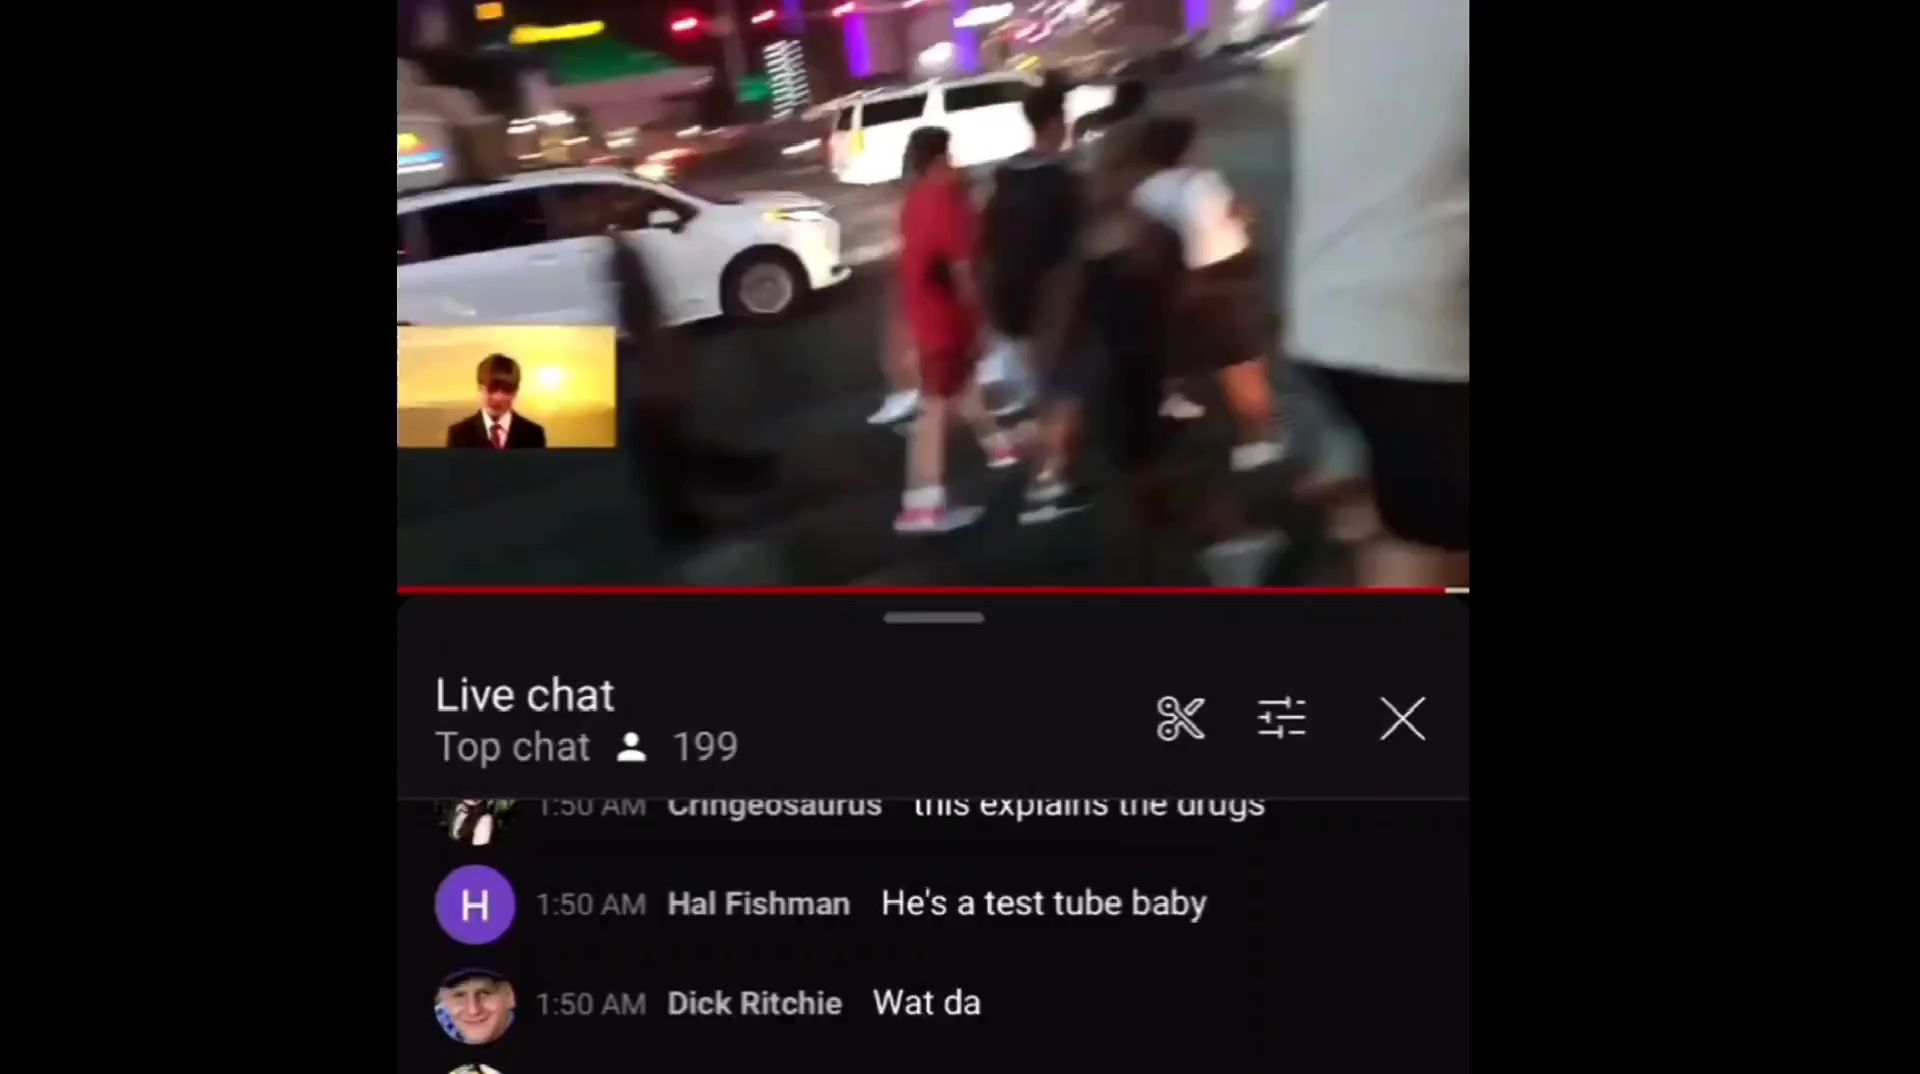 Live chat
Top chat 199
1:50 AM Cringeosaurus this explains the drugs
H 1:50 AM Hal Fishman He's a test tube baby
1:50 AM Dick Ritchie Wat da